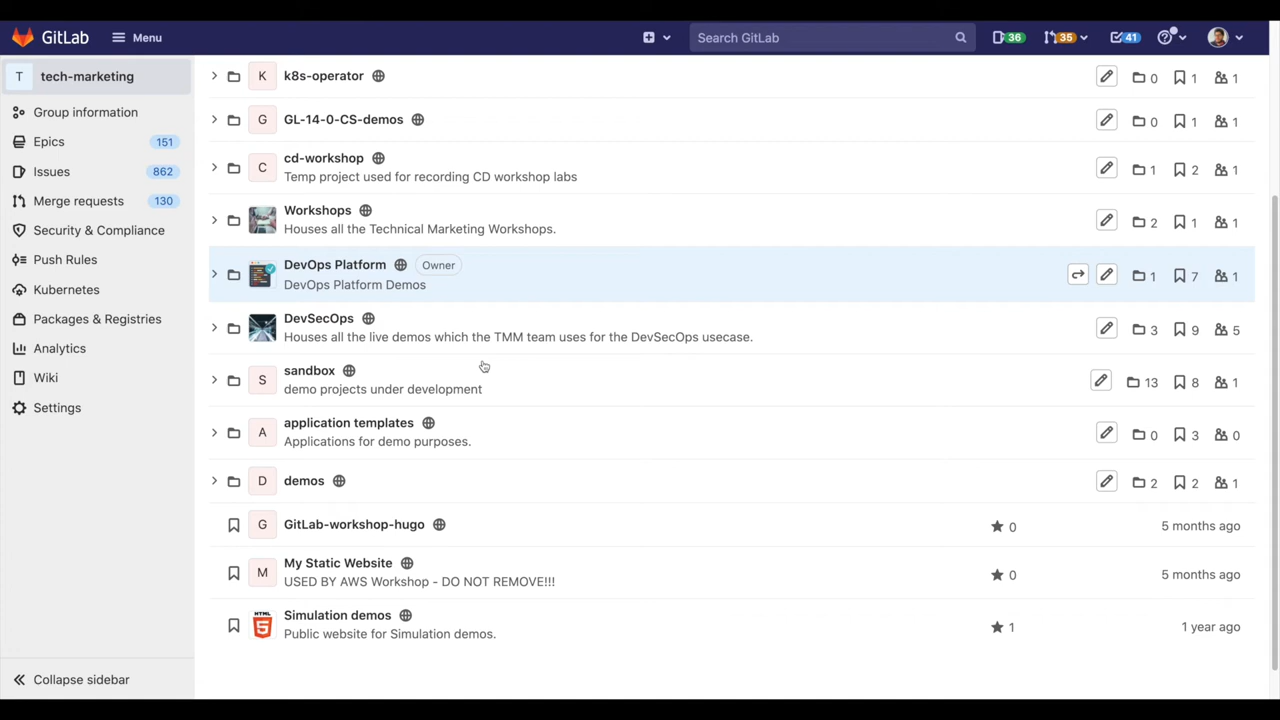 GitLab
Menu
Search GitLab
36
35
41
T tech-marketing
Group information
Epics 151
Issues 862
Merge requests 130
Security & Compliance
Push Rules
Kubernetes
Packages & Registries
Analytics
Wiki
Settings
Collapse sidebar
K k8s-operator 0 1 1
G GL-14-0-CS-demos 0 1 1
C cd-workshop 1 2 1
Temp project used for recording CD workshop labs
Workshops 2 1 1
Houses all the Technical Marketing Workshops.
DevOps Platform Owner 1 7 1
DevOps Platform Demos
DevSecOps 3 9 5
Houses all the live demos which the TMM team uses for the DevSecOps usecase.
S sandbox 13 8 1
demo projects under development
A application templates 0 3 0
Applications for demo purposes.
D demos 2 2 1
G GitLab-workshop-hugo 0 5 months ago
M My Static Website 0 5 months ago
USED BY AWS Workshop - DO NOT REMOVE!!!
HTML 5 Simulation demos 1 1 year ago
Public website for Simulation demos.